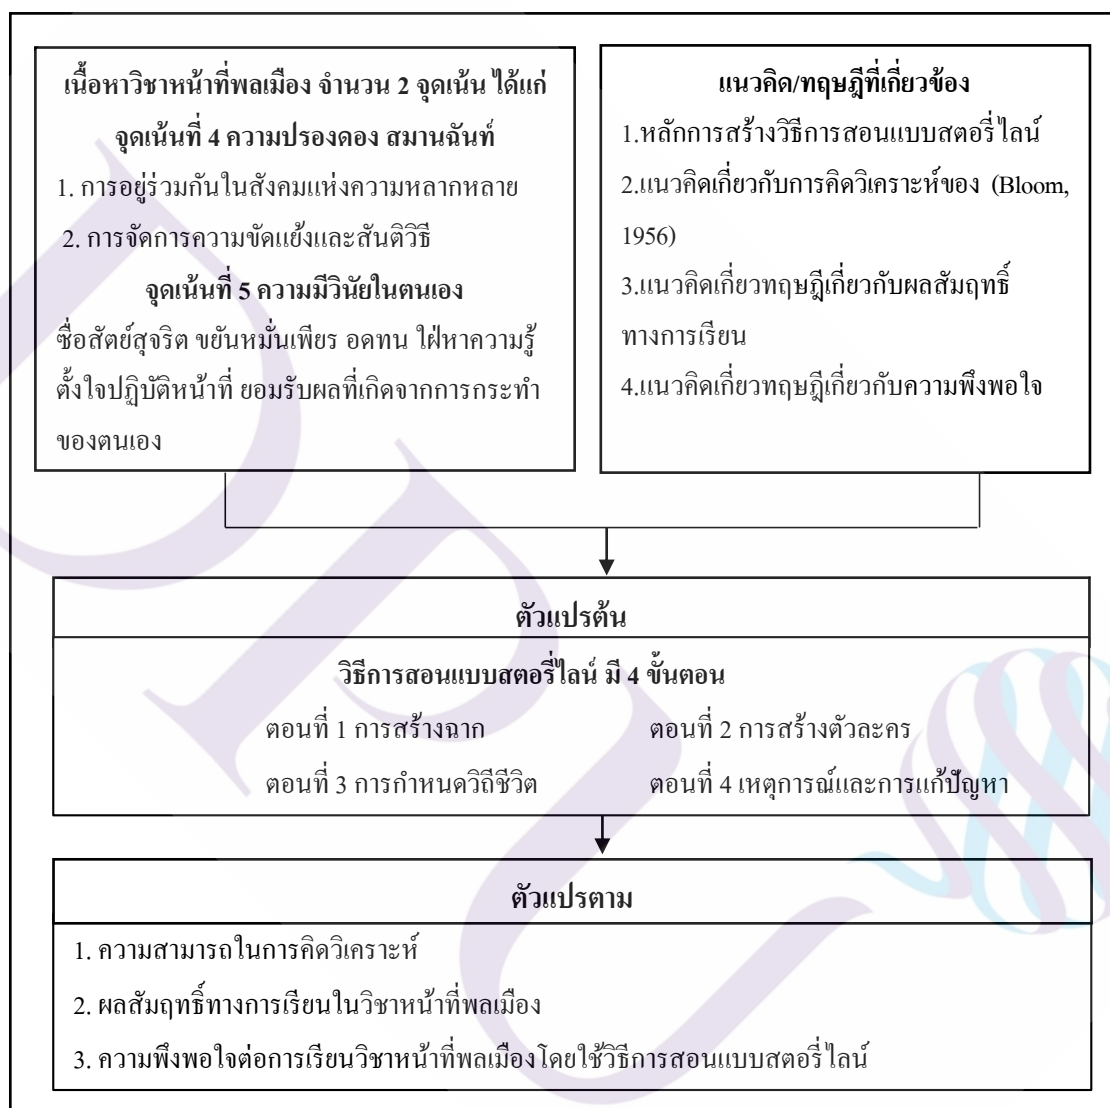 เนื้อหาวิชาหน้าที่พลเมือง จำนวน 2 จุดเน้น ได้แก่
จุดเน้นที่ 4 ความปรองดอง สมานฉันท์
1. การอยู่ร่วมกันในสังคมแห่งความหลากหลาย
2. การจัดการความขัดแย้งและสันติวิธี
จุดเน้นที่ 5 ความมีวินัยในตนเอง
ซื่อสัตย์สุจริต ขยันหมั่นเพียร อดทน ใฝ่หาความรู้
ตั้งใจปฏิบัติหน้าที่ ยอมรับผลที่เกิดจากการกระทำ
ของตนเอง
แนวคิด/ทฤษฎีที่เกี่ยวข้อง
1.หลักการสร้างวิธีการสอนแบบสตอรี่ไลน์
2.แนวคิดเกี่ยวกับการคิดวิเคราะห์ของ (Bloom,
1956)
3.แนวคิดเกี่ยวทฤษฎีเกี่ยวกับผลสัมฤทธิ์
ทางการเรียน
4.แนวคิดเกี่ยวทฤษฎีเกี่ยวกับความพึงพอใจ
ตัวแปรต้น
วิธีการสอนแบบสตอรี่ไลน์ มี 4 ขั้นตอน
ตอนที่ 1 การสร้างฉาก ตอนที่ 2 การสร้างตัวละคร
ตอนที่ 3 การกำหนดวิถีชีวิต ตอนที่ 4 เหตุการณ์และการแก้ปัญหา
ตัวแปรตาม
1. ความสามารถในการคิดวิเคราะห์
2. ผลสัมฤทธิ์ทางการเรียนในวิชาหน้าที่พลเมือง
3. ความพึงพอใจต่อการเรียนวิชาหน้าที่พลเมืองโดยใช้วิธีการสอนแบบสตอรี่ไลน์
DPU